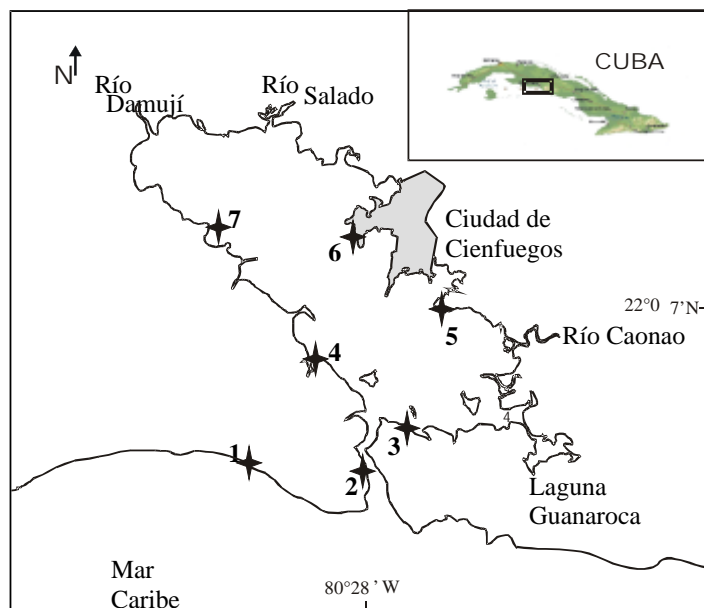 CUBA
N
Río
Damují
Río
Salado
7
6
Ciudad de
Cienfuegos
22°0 7’N
5
Río Caonao
4
4
3
1
2
Laguna
Guanaroca
Mar
Caribe
80°28 ’ W